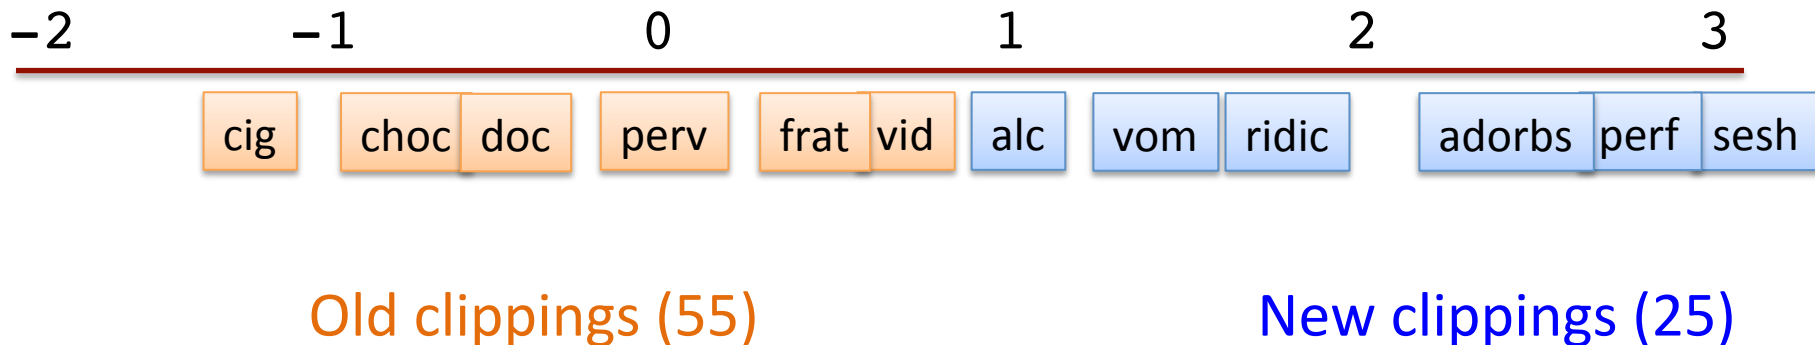 −2 −1 0 1 2 3
cig choc doc perv frat vid alc vom ridic adorbs perf sesh
Old clippings (55) New clippings (25)